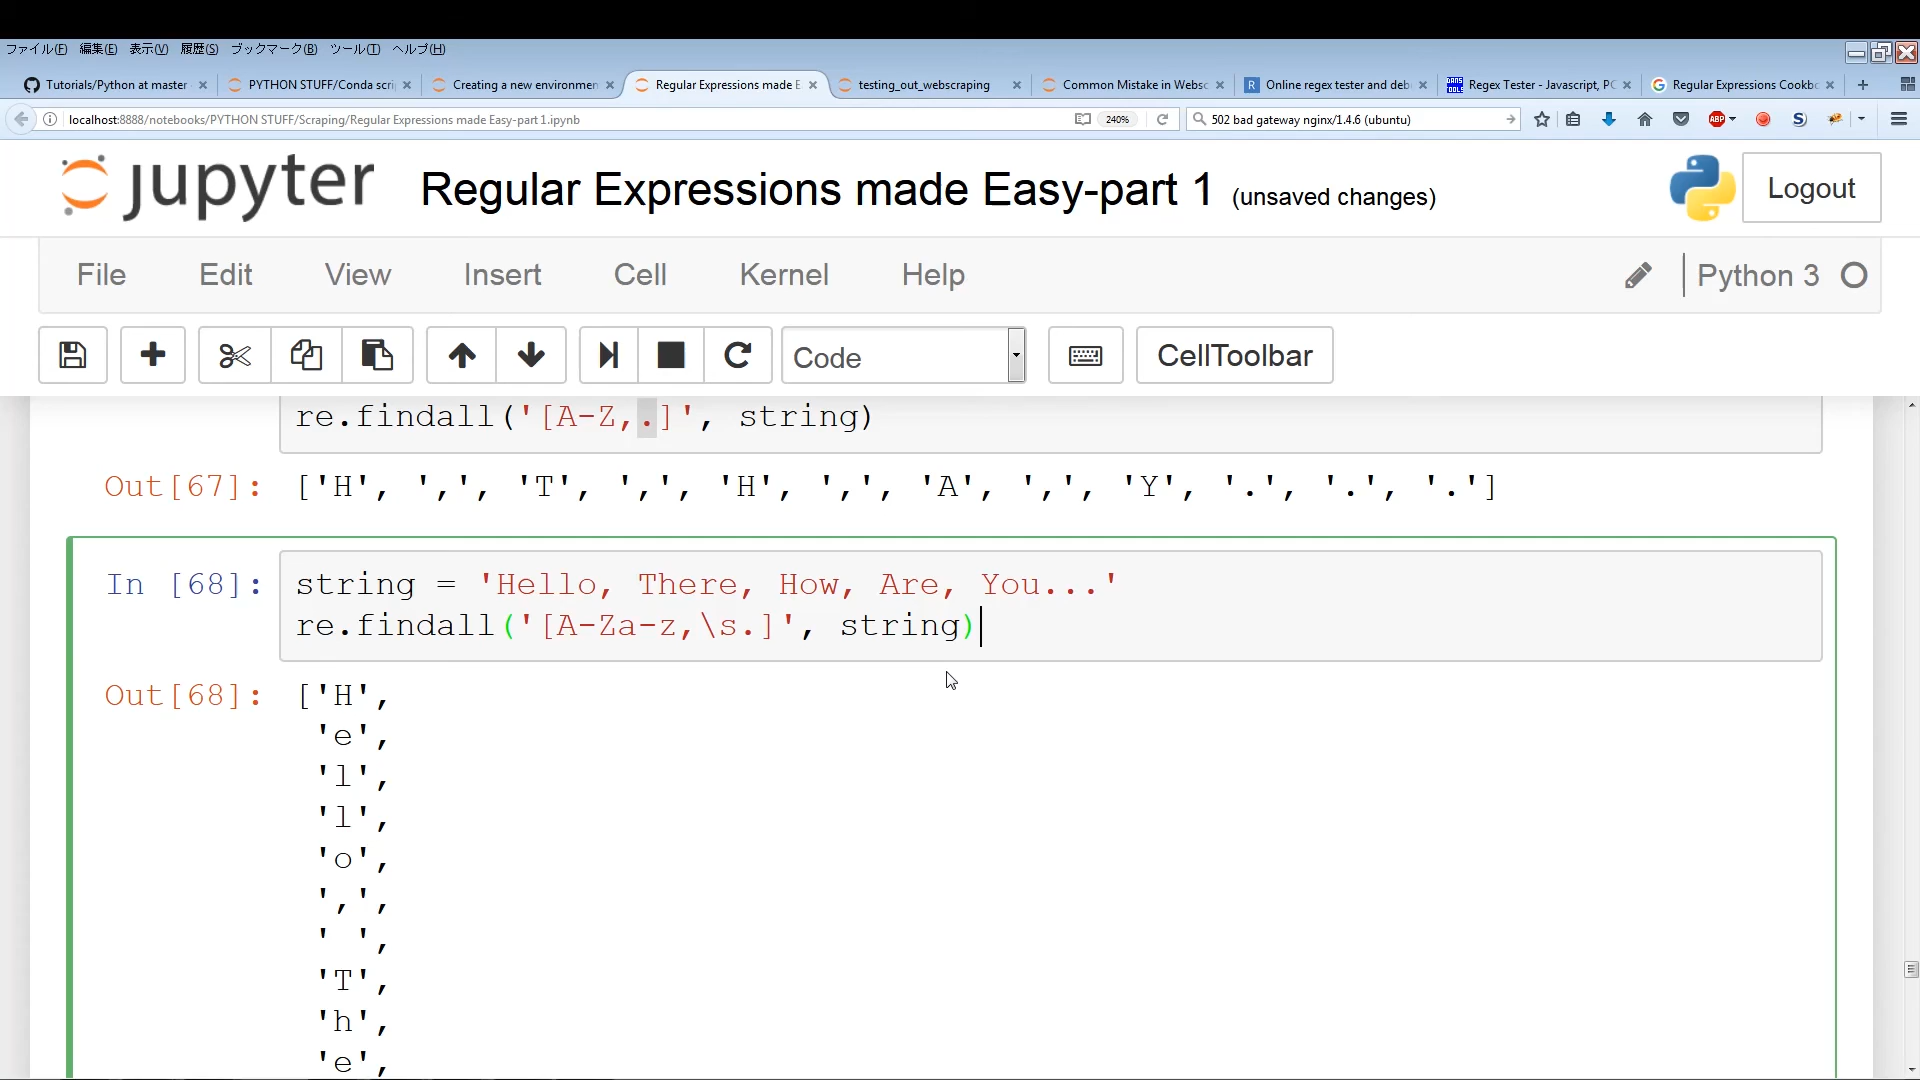 ファイル(F) 編集(E) 表示(V) 履歴(S) ブックマーク(B) ツール(T) ヘルプ(H)
Tutorials/Python at master PYTHON STUFF/Conda scri Creating a new environmen Regular Expressions made E testing_out_webscraping Common Mistake in Websc Online regex tester and deb Regex Tester - Javascript, PC Regular Expressions Cookbo
localhost:8888/notebooks/PYTHON STUFF/Scraping/Regular Expressions made Easy-part 1.ipynb 240% 502 bad gateway nginx/1.4.6 (ubuntu) ABP
jupyter Regular Expressions made Easy-part 1 (unsaved changes) Logout
File Edit View Insert Cell Kernel Help Python 3
Code CellToolbar
re.findall('[A-Z,.]', string)
Out[67]: ['H', ',', 'T', ',', 'H', ',', 'A', ',', 'Y', '.', '.', '.']
In [68]: string = 'Hello, There, How, Are, You...'
re.findall('[A-Za-z,\s.]', string)
Out[68]: ['H',
'e',
'l',
'l',
'o',
',',
' ',
'T',
'h',
'e',